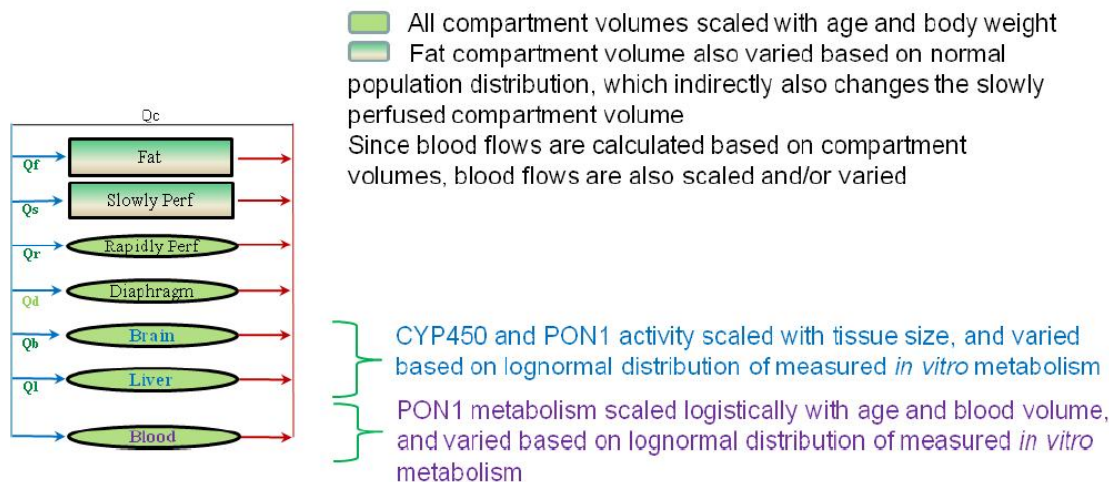 All compartment volumes scaled with age and body weight
Fat compartment volume also varied based on normal
population distribution, which indirectly also changes the slowly
perfused compartment volume
Since blood flows are calculated based on compartment
volumes, blood flows are also scaled and/or varied
Qc
Qf
Fat
Qs
Slowly Perf
Qr
Rapidly Perf
Qd
Diaphragm
Qb
Brain
Ql
Liver
Blood
CYP450 and PON1 activity scaled with tissue size, and varied
based on lognormal distribution of measured in vitro metabolism
PON1 metabolism scaled logistically with age and blood volume,
and varied based on lognormal distribution of measured in vitro
metabolism